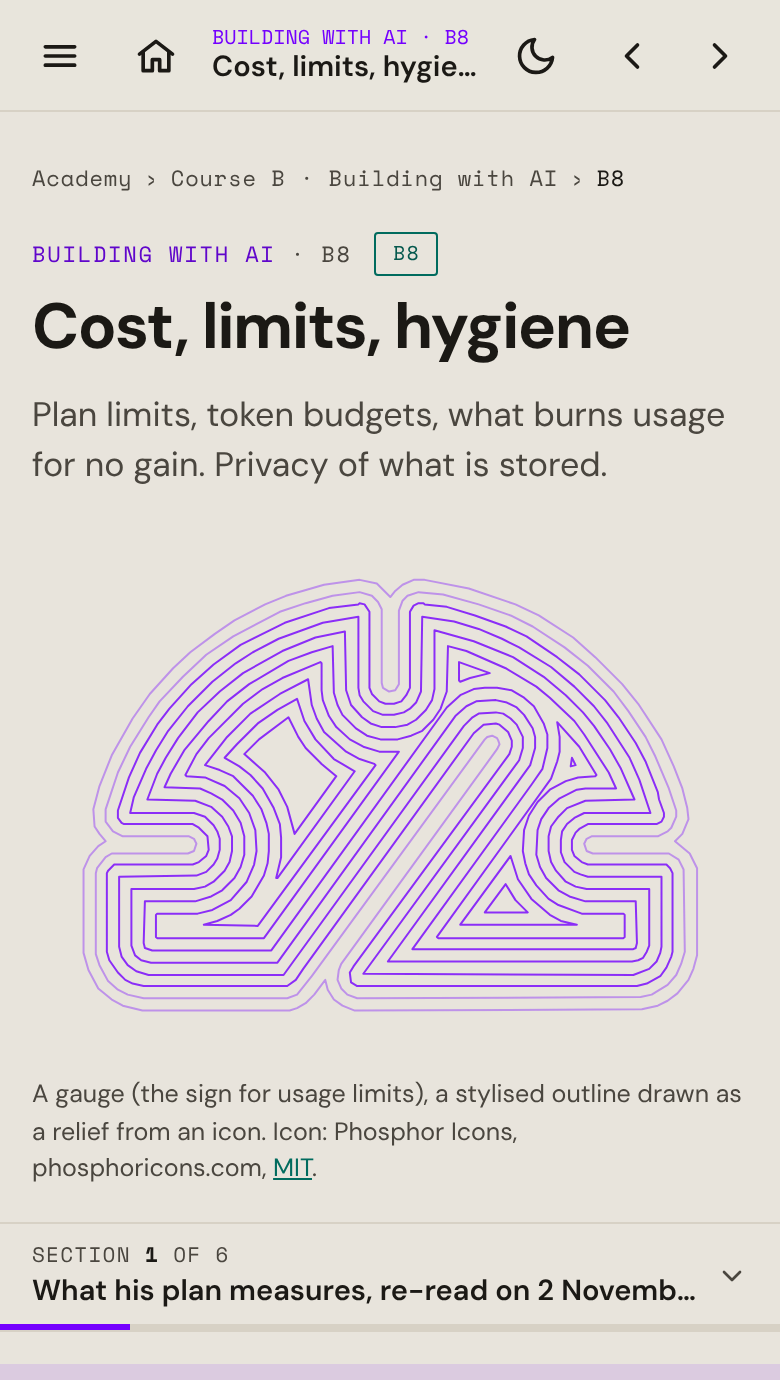 BUILDING WITH AI · B8
Cost, limits, hygie...
Academy › Course B · Building with AI › B8
BUILDING WITH AI · B8 B8
Cost, limits, hygiene
Plan limits, token budgets, what burns usage
for no gain. Privacy of what is stored.
A gauge (the sign for usage limits), a stylised outline drawn as
a relief from an icon. Icon: Phosphor Icons,
phosphoricons.com, MIT.
SECTION 1 OF 6
What his plan measures, re-read on 2 Novemb...